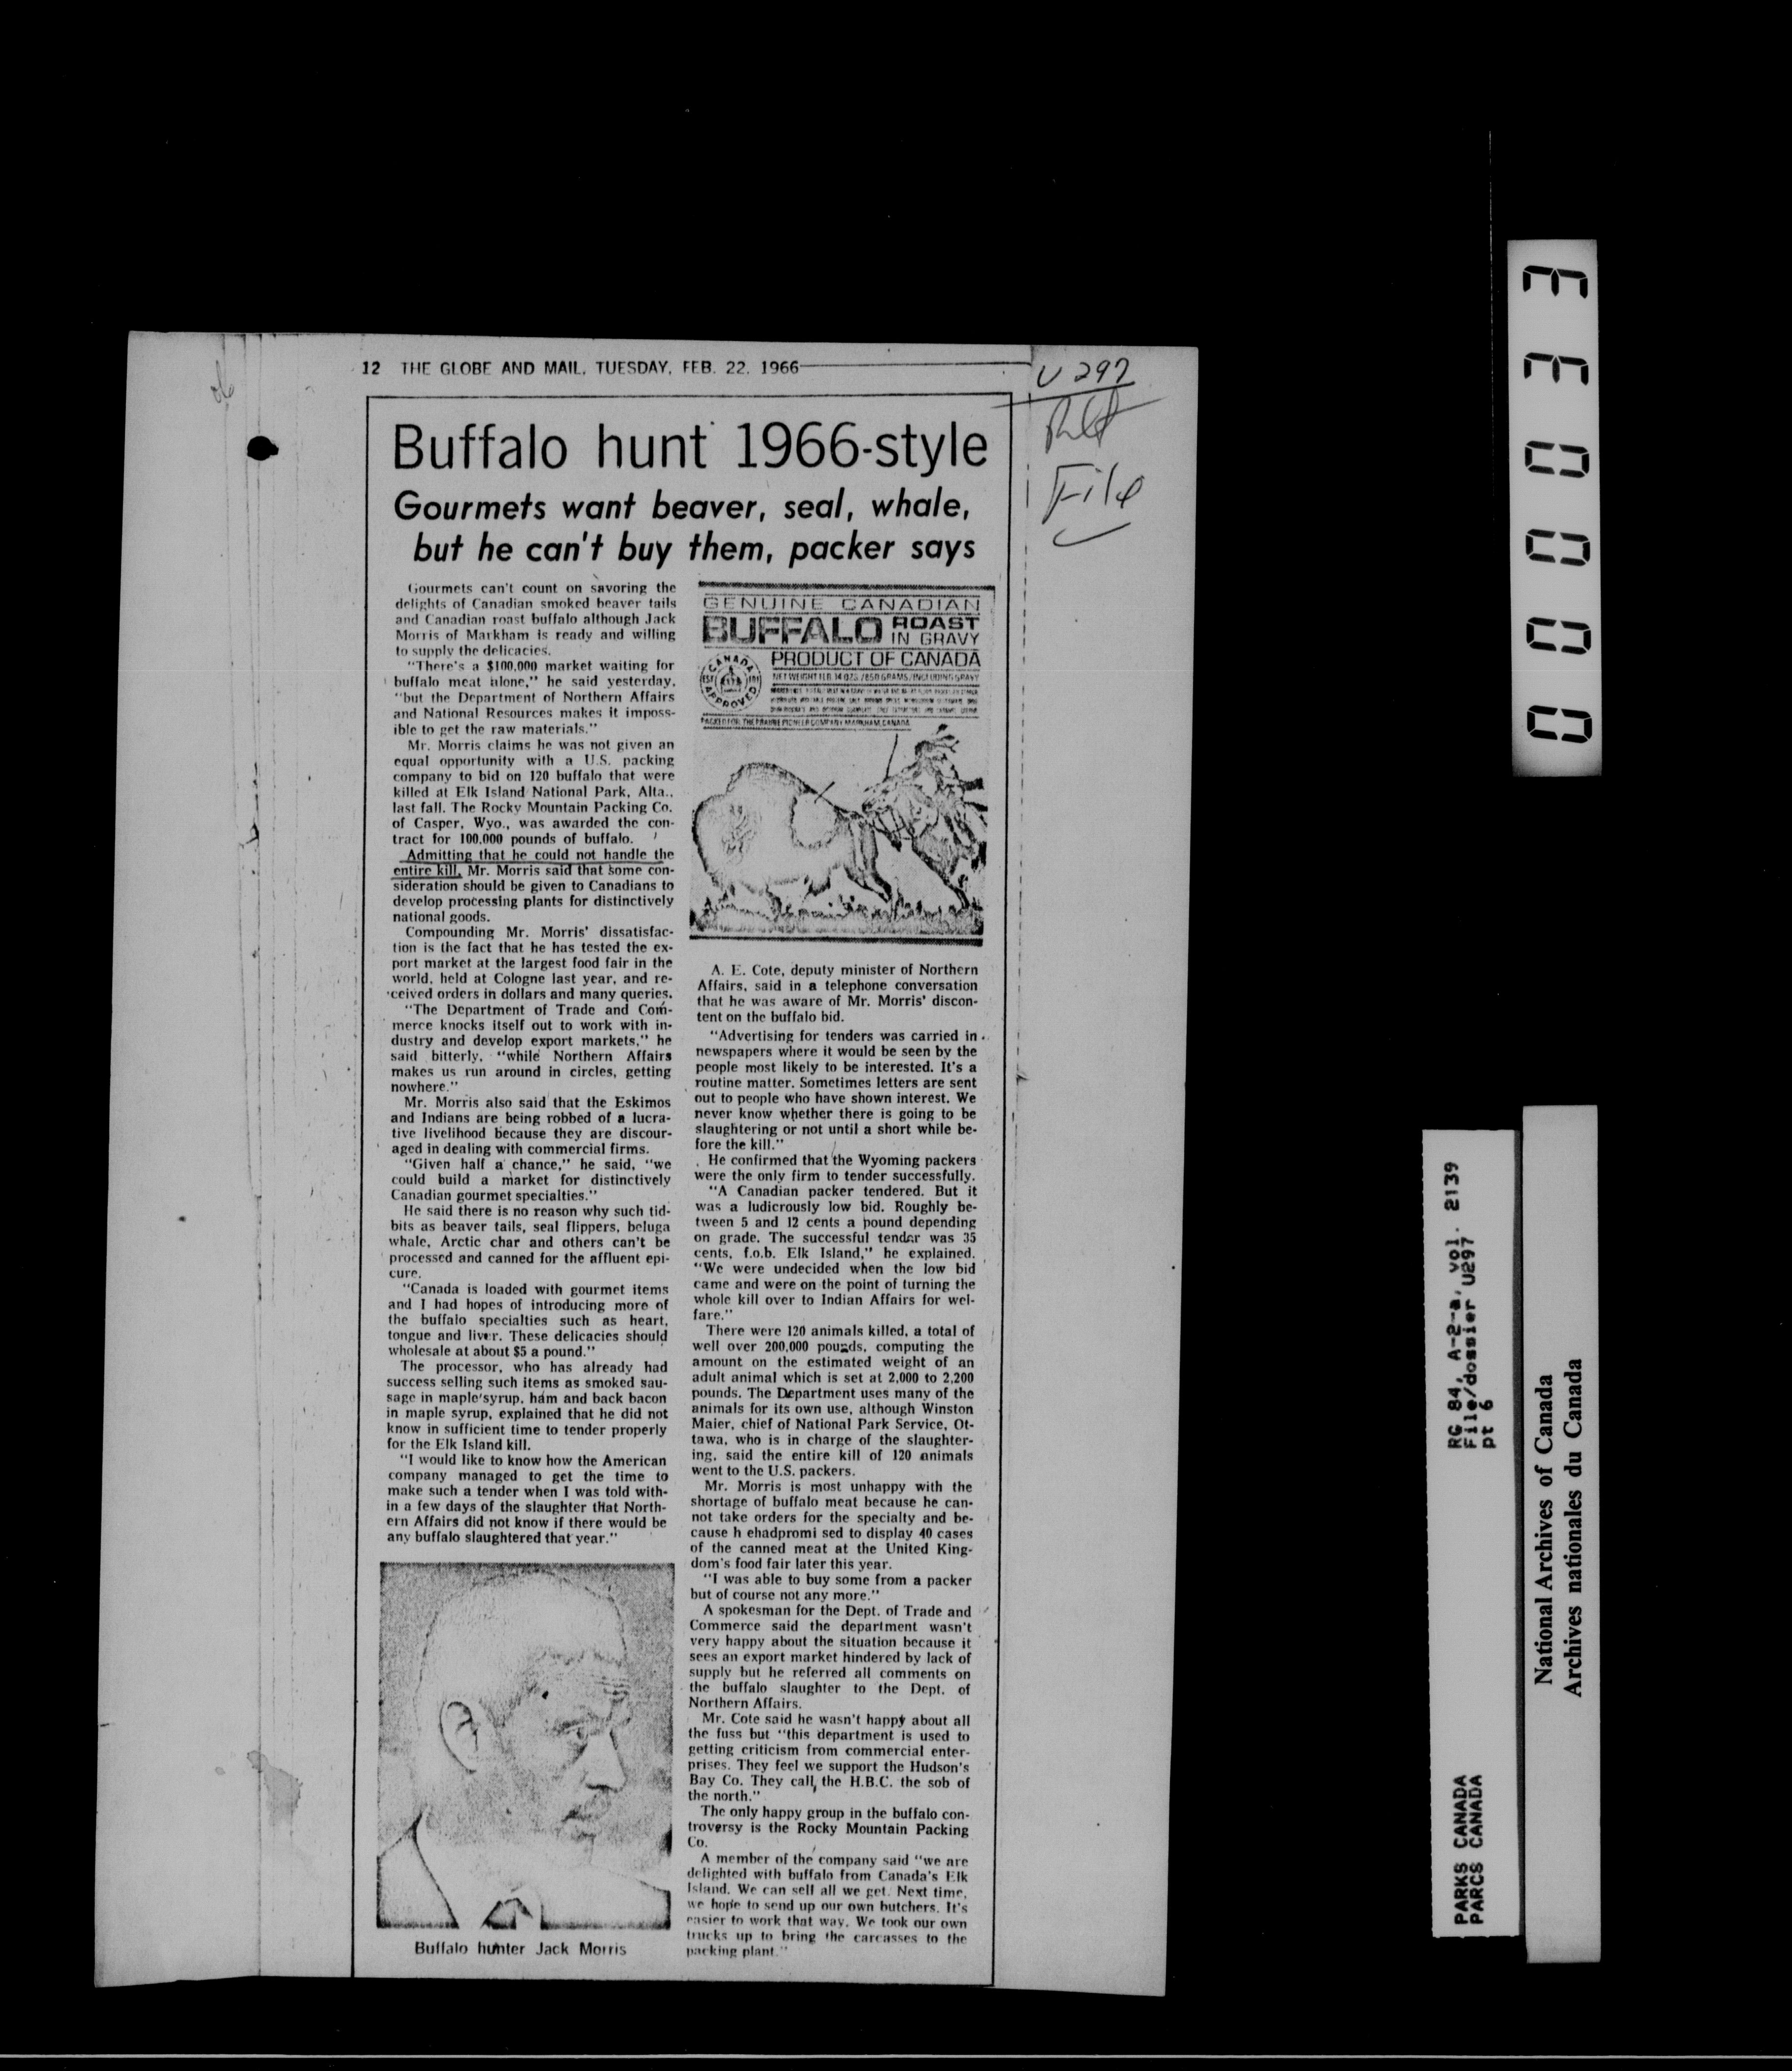 12 THE GLOBE AND MAIL, TUESDAY, FEB. 22, 1966
U 297
File
Buffalo hunt 1966-style
Gourmets want beaver, seal, whale,
but he can't buy them, packer says
Gourmets can't count on savoring the
delights of Canadian smoked beaver tails
and Canadian roast buffalo although Jack
Morris of Markham is ready and willing
to supply the delicacies.
"There's a $100,000 market waiting for
buffalo meat alone," he said yesterday,
"but the Department of Northern Affairs
and National Resources makes it imposs-
ible to get the raw materials."
Mr. Morris claims he was not given an
equal opportunity with a U.S. packing
company to bid on 120 buffalo that were
killed at Elk Island National Park, Alta.,
last fall. The Rocky Mountain Packing Co.
of Casper, Wyo., was awarded the con-
tract for 100,000 pounds of buffalo.
Admitting that he could not handle the
entire kill, Mr. Morris said that some con-
sideration should be given to Canadians to
develop processing plants for distinctively
national goods.
Compounding Mr. Morris' dissatisfac-
tion is the fact that he has tested the ex-
port market at the largest food fair in the
world, held at Cologne last year, and re-
ceived orders in dollars and many queries.
"The Department of Trade and Com-
merce knocks itself out to work with in-
dustry and develop export markets," he
said bitterly, "while Northern Affairs
makes us run around in circles, getting
nowhere."
Mr. Morris also said that the Eskimos
and Indians are being robbed of a lucra-
tive livelihood because they are discour-
aged in dealing with commercial firms.
"Given half a chance," he said, "we
could build a market for distinctively
Canadian gourmet specialties."
He said there is no reason why such tid-
bits as beaver tails, seal flippers, beluga
whale, Arctic char and others can't be
processed and canned for the affluent epi-
cure.
"Canada is loaded with gourmet items
and I had hopes of introducing more of
the buffalo specialties such as heart,
tongue and liver. These delicacies should
wholesale at about $5 a pound."
The processor, who has already had
success selling such items as smoked sau-
sage in maple syrup, ham and back bacon
in maple syrup, explained that he did not
know in sufficient time to tender properly
for the Elk Island kill.
"I would like to know how the American
company managed to get the time to
make such a tender when I was told with-
in a few days of the slaughter that North-
ern Affairs did not know if there would be
any buffalo slaughtered that year."
Buffalo hunter Jack Morris
GENUINE CANADIAN
BUFFALO ROAST
IN GRAVY
PRODUCT OF CANADA
CANADA
APPROVED
NET WEIGHT 1 LB. 14 OZS. / 850 GRAMS / INCLUDING GRAVY
PACKED FOR THE PRAIRIE PIONEER COMPANY MARKHAM, CANADA
A. E. Cote, deputy minister of Northern
Affairs, said in a telephone conversation
that he was aware of Mr. Morris' discon-
tent on the buffalo bid.
"Advertising for tenders was carried in
newspapers where it would be seen by the
people most likely to be interested. It's a
routine matter. Sometimes letters are sent
out to people who have shown interest. We
never know whether there is going to be
slaughtering or not until a short while be-
fore the kill."
He confirmed that the Wyoming packers
were the only firm to tender successfully.
"A Canadian packer tendered. But it
was a ludicrously low bid. Roughly be-
tween 5 and 12 cents a pound depending
on grade. The successful tender was 35
cents, f.o.b. Elk Island," he explained.
"We were undecided when the low bid
came and were on the point of turning the
whole kill over to Indian Affairs for wel-
fare."
There were 120 animals killed, a total of
well over 200,000 pounds, computing the
amount on the estimated weight of an
adult animal which is set at 2,000 to 2,200
pounds. The Department uses many of the
animals for its own use, although Winston
Maier, chief of National Park Service, Ot-
tawa, who is in charge of the slaughter-
ing, said the entire kill of 120 animals
went to the U.S. packers.
Mr. Morris is most unhappy with the
shortage of buffalo meat because he can-
not take orders for the specialty and be-
cause h ehadpromi sed to display 40 cases
of the canned meat at the United King-
dom's food fair later this year.
"I was able to buy some from a packer
but of course not any more."
A spokesman for the Dept. of Trade and
Commerce said the department wasn't
very happy about the situation because it
sees an export market hindered by lack of
supply but he referred all comments on
the buffalo slaughter to the Dept. of
Northern Affairs.
Mr. Cote said he wasn't happy about all
the fuss but "this department is used to
getting criticism from commercial enter-
prises. They feel we support the Hudson's
Bay Co. They call the H.B.C. the sob of
the north."
The only happy group in the buffalo con-
troversy is the Rocky Mountain Packing
Co.
A member of the company said "we are
delighted with buffalo from Canada's Elk
Island. We can sell all we get. Next time,
we hope to send up our own butchers. It's
easier to work that way. We took our own
trucks up to bring the carcasses to the
packing plant."
000033
PARKS CANADA
PARCS CANADA
RG 84, A-2-a, vol. 2139
File/dossier U297
pt 6
National Archives of Canada
Archives nationales du Canada